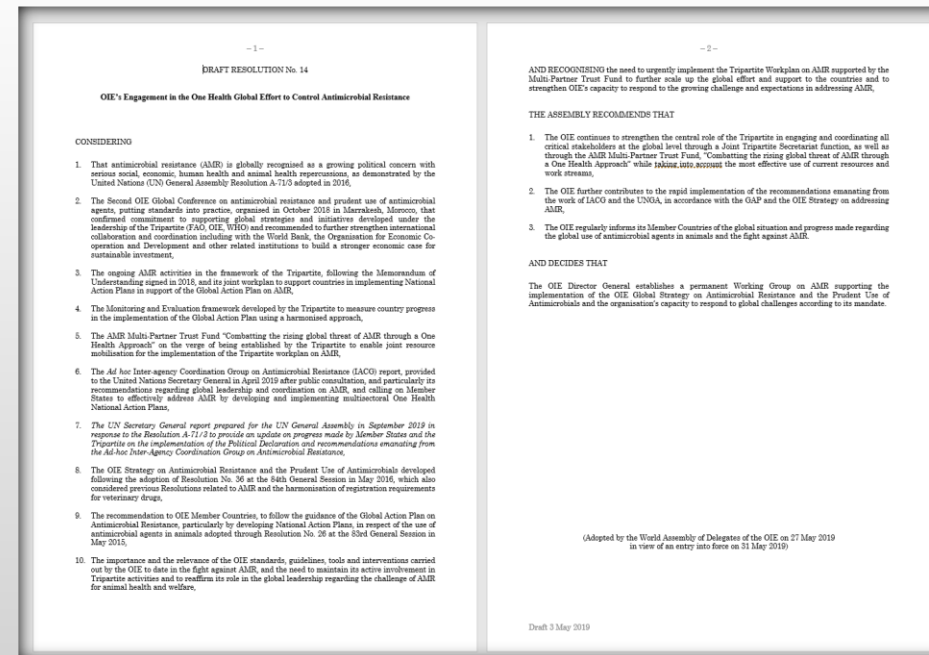 – 1 –
DRAFT RESOLUTION No. 14
OIE's Engagement in the One Health Global Effort to Control Antimicrobial Resistance
CONSIDERING
1. That antimicrobial resistance (AMR) is globally recognised as a growing political concern with
serious social, economic, human health and animal health repercussions, as demonstrated by the
United Nations (UN) General Assembly Resolution A-71/3 adopted in 2016,
2. The Second OIE Global Conference on antimicrobial resistance and prudent use of antimicrobial
agents, putting standards into practice, organised in October 2018 in Marrakesh, Morocco, that
confirmed commitment to supporting global strategies and initiatives developed under the
leadership of the Tripartite (FAO, OIE, WHO) and recommended to further strengthen international
collaboration and coordination including with the World Bank, the Organisation for Economic Co-
operation and Development and other related institutions to build a stronger economic case for
sustainable investment,
3. The ongoing AMR activities in the framework of the Tripartite, following the Memorandum of
Understanding signed in 2018, and its joint workplan to support countries in implementing National
Action Plans in support of the Global Action Plan on AMR,
4. The Monitoring and Evaluation framework developed by the Tripartite to measure country progress
in the implementation of the Global Action Plan using a harmonised approach,
5. The AMR Multi-Partner Trust Fund "Combatting the rising global threat of AMR through a One
Health Approach" on the verge of being established by the Tripartite to enable joint resource
mobilisation for the implementation of the Tripartite workplan on AMR,
6. The Ad hoc Inter-agency Coordination Group on Antimicrobial Resistance (IACG) report, provided
to the United Nations Secretary General in April 2019 after public consultation, and particularly its
recommendations regarding global leadership and coordination on AMR, and calling on Member
States to effectively address AMR by developing and implementing multisectoral One Health
National Action Plans,
7. The UN Secretary General report prepared for the UN General Assembly in September 2019 in
response to the Resolution A-71/3 to provide an update on progress made by Member States and the
Tripartite on the implementation of the Political Declaration and recommendations emanating from
the Ad-hoc Inter-Agency Coordination Group on Antimicrobial Resistance,
8. The OIE Strategy on Antimicrobial Resistance and the Prudent Use of Antimicrobials developed
following the adoption of Resolution No. 36 at the 84th General Session in May 2016, which also
considered previous Resolutions related to AMR and the harmonisation of registration requirements
for veterinary drugs,
9. The recommendation to OIE Member Countries, to follow the guidance of the Global Action Plan on
Antimicrobial Resistance, particularly by developing National Action Plans, in respect of the use of
antimicrobial agents in animals adopted through Resolution No. 26 at the 83rd General Session in
May 2015,
10. The importance and the relevance of the OIE standards, guidelines, tools and interventions carried
out by the OIE to date in the fight against AMR, and the need to maintain its active involvement in
Tripartite activities and to reaffirm its role in the global leadership regarding the challenge of AMR
for animal health and welfare,
– 2 –
AND RECOGNISING the need to urgently implement the Tripartite Workplan on AMR supported by the
Multi-Partner Trust Fund to further scale up the global effort and support to the countries and to
strengthen OIE's capacity to respond to the growing challenge and expectations in addressing AMR,
THE ASSEMBLY RECOMMENDS THAT
1. The OIE continues to strengthen the central role of the Tripartite in engaging and coordinating all
critical stakeholders at the global level through a Joint Tripartite Secretariat function, as well as
through the AMR Multi-Partner Trust Fund, "Combatting the rising global threat of AMR through
a One Health Approach" while taking into account the most effective use of current resources and
work streams,
2. The OIE further contributes to the rapid implementation of the recommendations emanating from
the work of IACG and the UNGA, in accordance with the GAP and the OIE Strategy on addressing
AMR,
3. The OIE regularly informs its Member Countries of the global situation and progress made regarding
the global use of antimicrobial agents in animals and the fight against AMR.
AND DECIDES THAT
The OIE Director General establishes a permanent Working Group on AMR supporting the
implementation of the OIE Global Strategy on Antimicrobial Resistance and the Prudent Use of
Antimicrobials and the organisation's capacity to respond to global challenges according to its mandate.
(Adopted by the World Assembly of Delegates of the OIE on 27 May 2019
in view of an entry into force on 31 May 2019)
Draft 3 May 2019